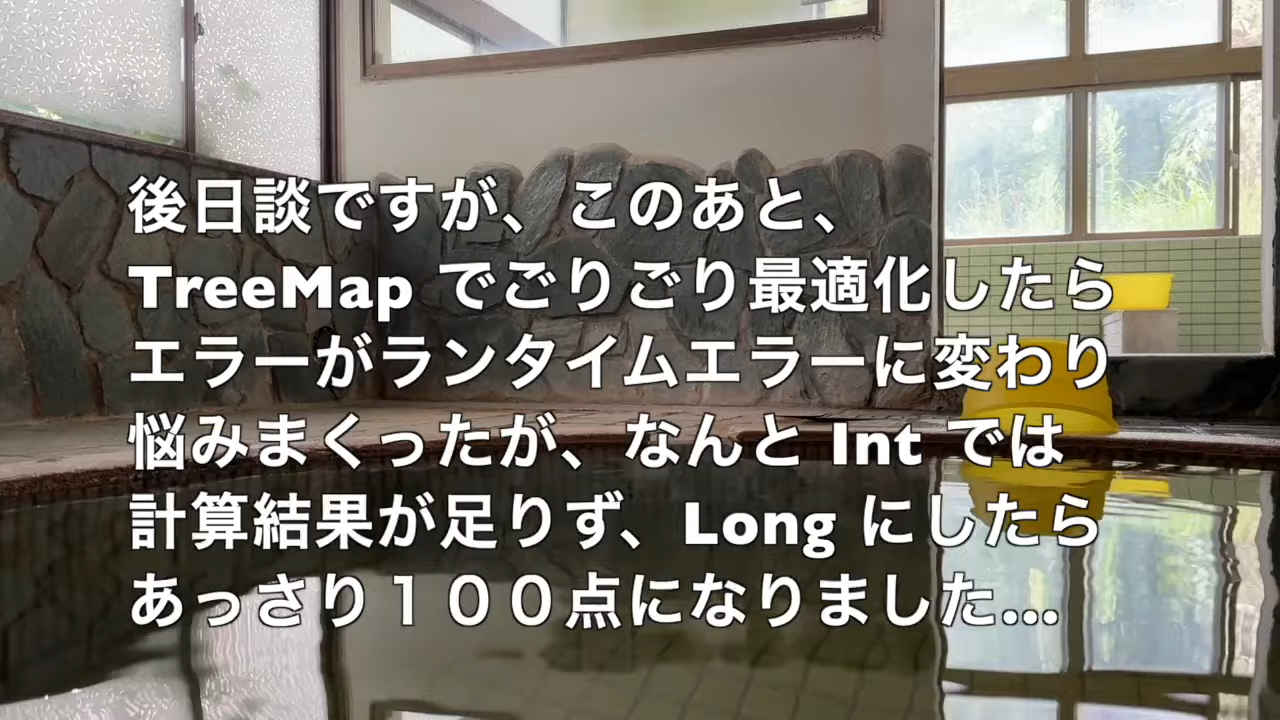 後日談ですが、このあと、
TreeMap でごりごり最適化したら
エラーがランタイムエラーに変わり
悩みまくったが、なんと Int では
計算結果が足りず、Long にしたら
あっさり１００点になりました...